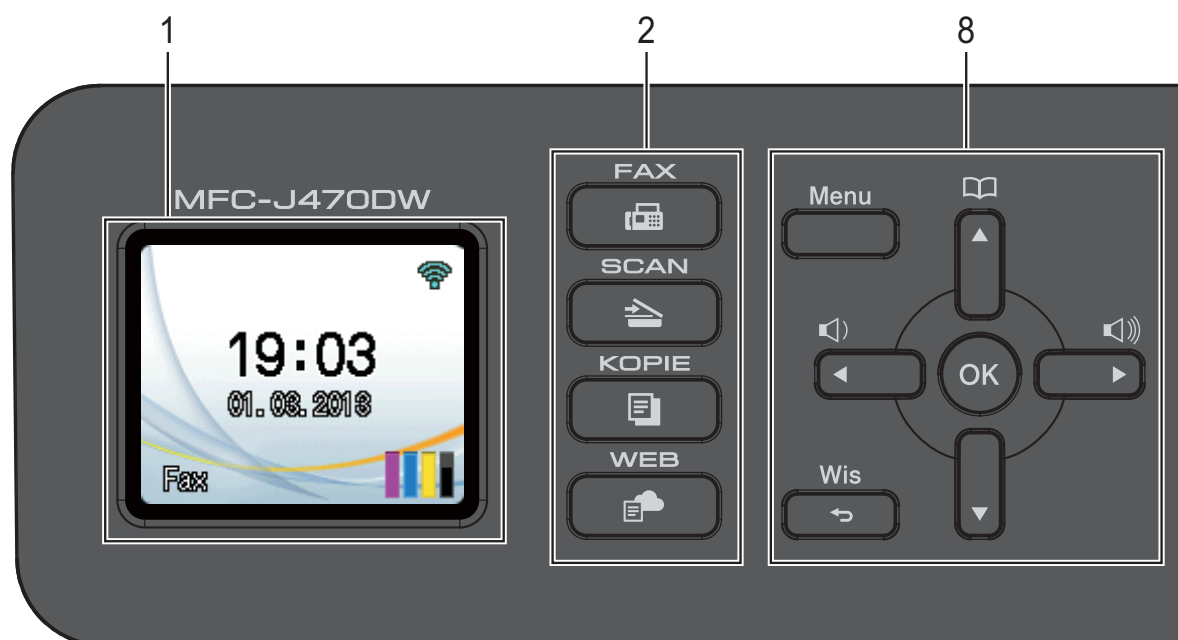 1 2 8
MFC-J470DW
19:03
01.03.2013
Fax
FAX
SCAN
KOPIE
WEB
Menu
OK
Wis